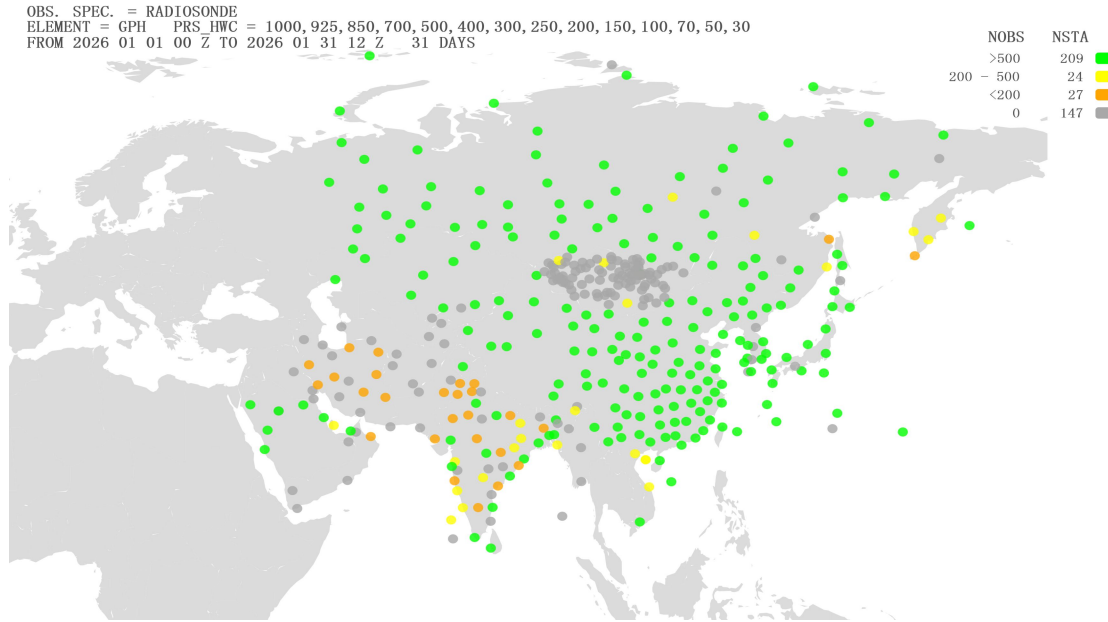 OBS. SPEC. = RADIOSONDE
ELEMENT = GPH PRS_HWC = 1000,925,850,700,500,400,300,250,200,150,100,70,50,30
FROM 2026 01 01 00 Z TO 2026 01 31 12 Z 31 DAYS
NOBS NSTA
>500 209
200 - 500 24
<200 27
0 147